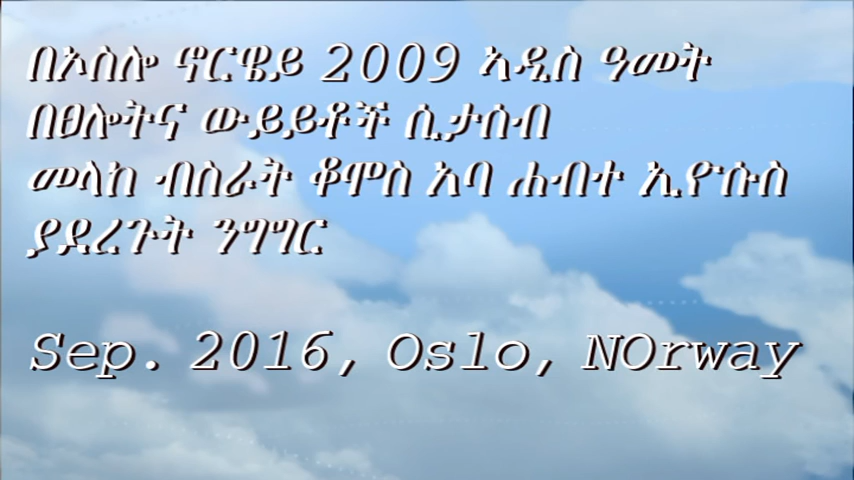 በኦስሎ ኖርዌይ 2009 ኣዲስ ዓመት
በፀሎትና ውይይቶች ሲታሰብ
መላከ ብስራት ቆሞስ አባ ሐብተ ኢየሱስ
ያደረጉት ንግግር
Sep. 2016, Oslo, NOrway